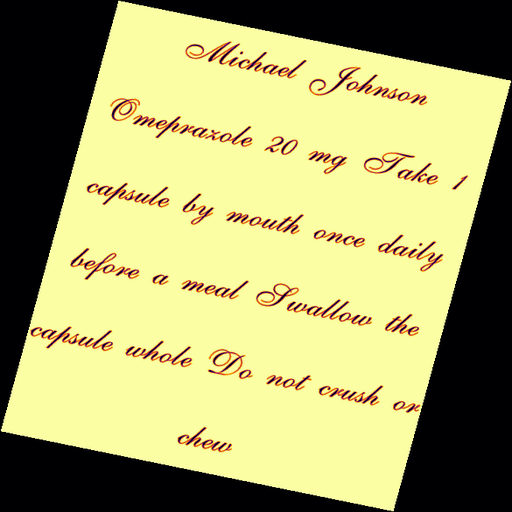 Michael Johnson
Omeprazole 20 mg Take 1
capsule by mouth once daily
before a meal Swallow the
capsule whole Do not crush or
chew